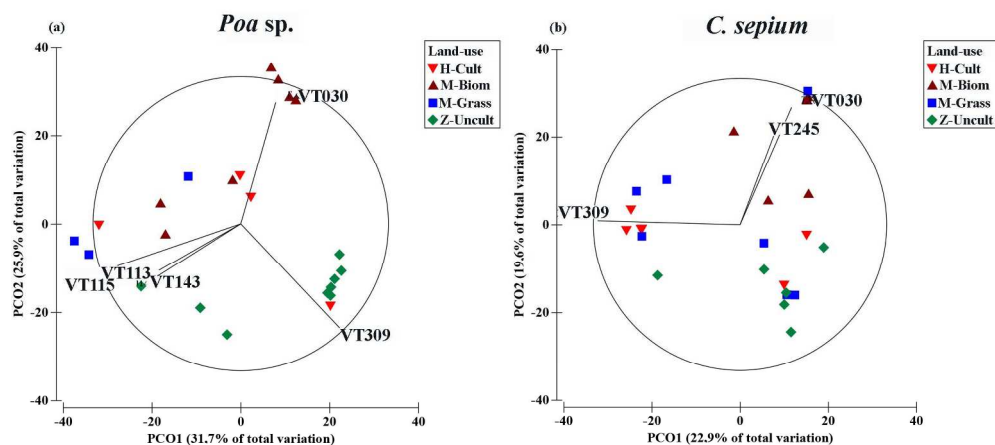 (a)
Poa sp.
Land-use
H-Cult
M-Biom
M-Grass
Z-Uncult
40
20
0
-20
-40
PCO2 (25.9% of total variation)
VT030
VT113
VT115
VT143
VT309
-40
-20
0
20
40
PCO1 (31.7% of total variation)
(b)
C. sepium
Land-use
H-Cult
M-Biom
M-Grass
Z-Uncult
40
20
0
-20
-40
PCO2 (19.6% of total variation)
VT030
VT245
VT309
-40
-20
0
20
40
PCO1 (22.9% of total variation)